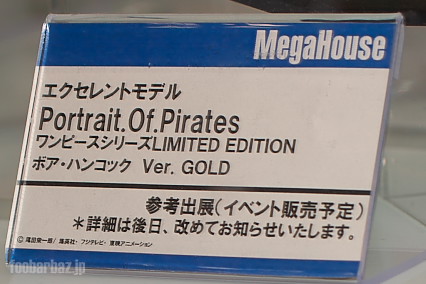 MegaHouse
エクセレントモデル
Portrait.Of.Pirates
ワンピースシリーズLIMITED EDITION
ボア・ハンコック Ver. GOLD
参考出展(イベント販売予定)
*詳細は後日、改めてお知らせいたします。
© 尾田栄一郎/集英社・フジテレビ・東映アニメーション
foobarbaz.jp